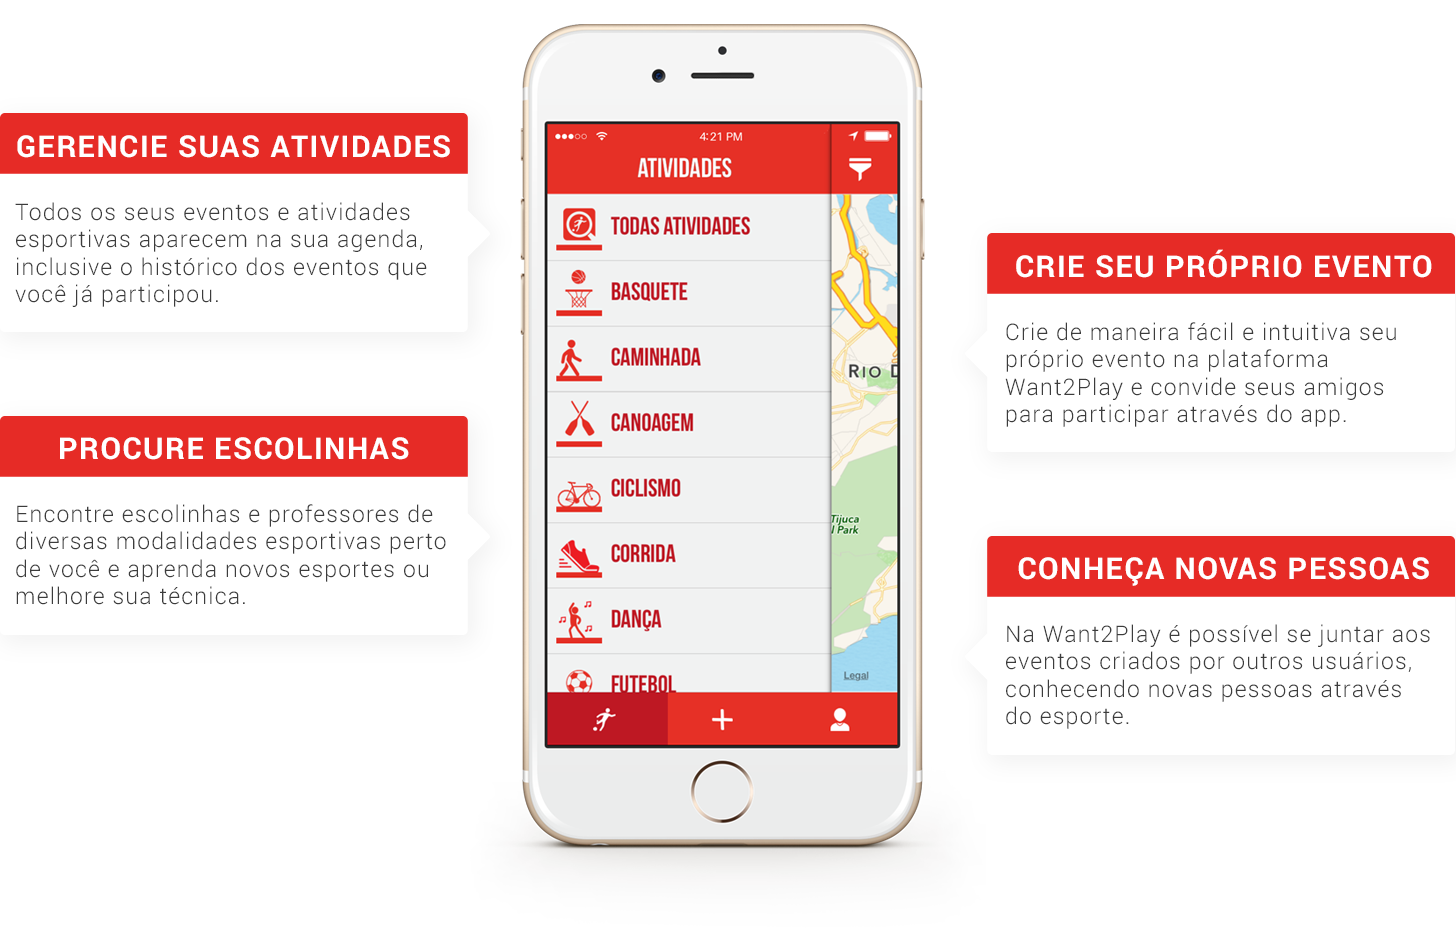 GERENCIE SUAS ATIVIDADES
Todos os seus eventos e atividades
esportivas aparecem na sua agenda,
inclusive o histórico dos eventos que
você já participou.
PROCURE ESCOLINHAS
Encontre escolinhas e professores de
diversas modalidades esportivas perto
de você e aprenda novos esportes ou
melhore sua técnica.
4:21 PM
ATIVIDADES
TODAS ATIVIDADES
BASQUETE
CAMINHADA
CANOAGEM
CICLISMO
CORRIDA
DANÇA
FUTEBOL
RIO D
Tijuca
l Park
Legal
CRIE SEU PRÓPRIO EVENTO
Crie de maneira fácil e intuitiva seu
próprio evento na plataforma
Want2Play e convide seus amigos
para participar através do app.
CONHEÇA NOVAS PESSOAS
Na Want2Play é possível se juntar aos
eventos criados por outros usuários,
conhecendo novas pessoas através
do esporte.